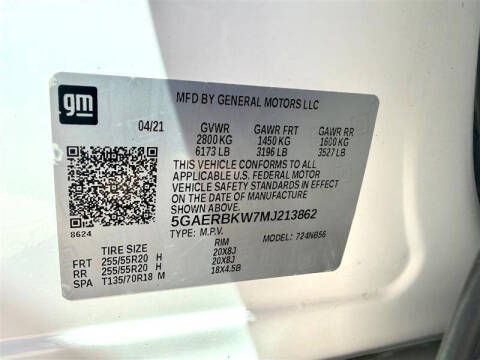 gm
MFD BY GENERAL MOTORS LLC
04/21 GVWR GAWR FRT GAWR RR
2800 KG 1450 KG 1600 KG
6173 LB 3196 LB 3527 LB
THIS VEHICLE CONFORMS TO ALL
APPLICABLE U.S. FEDERAL MOTOR
VEHICLE SAFETY STANDARDS IN EFFECT
ON THE DATE OF MANUFACTURE
SHOWN ABOVE.
5GAERBKW7MJ213862
8624 TYPE: M.P.V. MODEL: 724NB56
TIRE SIZE RIM
FRT 255/55R20 H 20X8J
RR 255/55R20 H 20X8J
SPA T135/70R18 M 18X4.5B